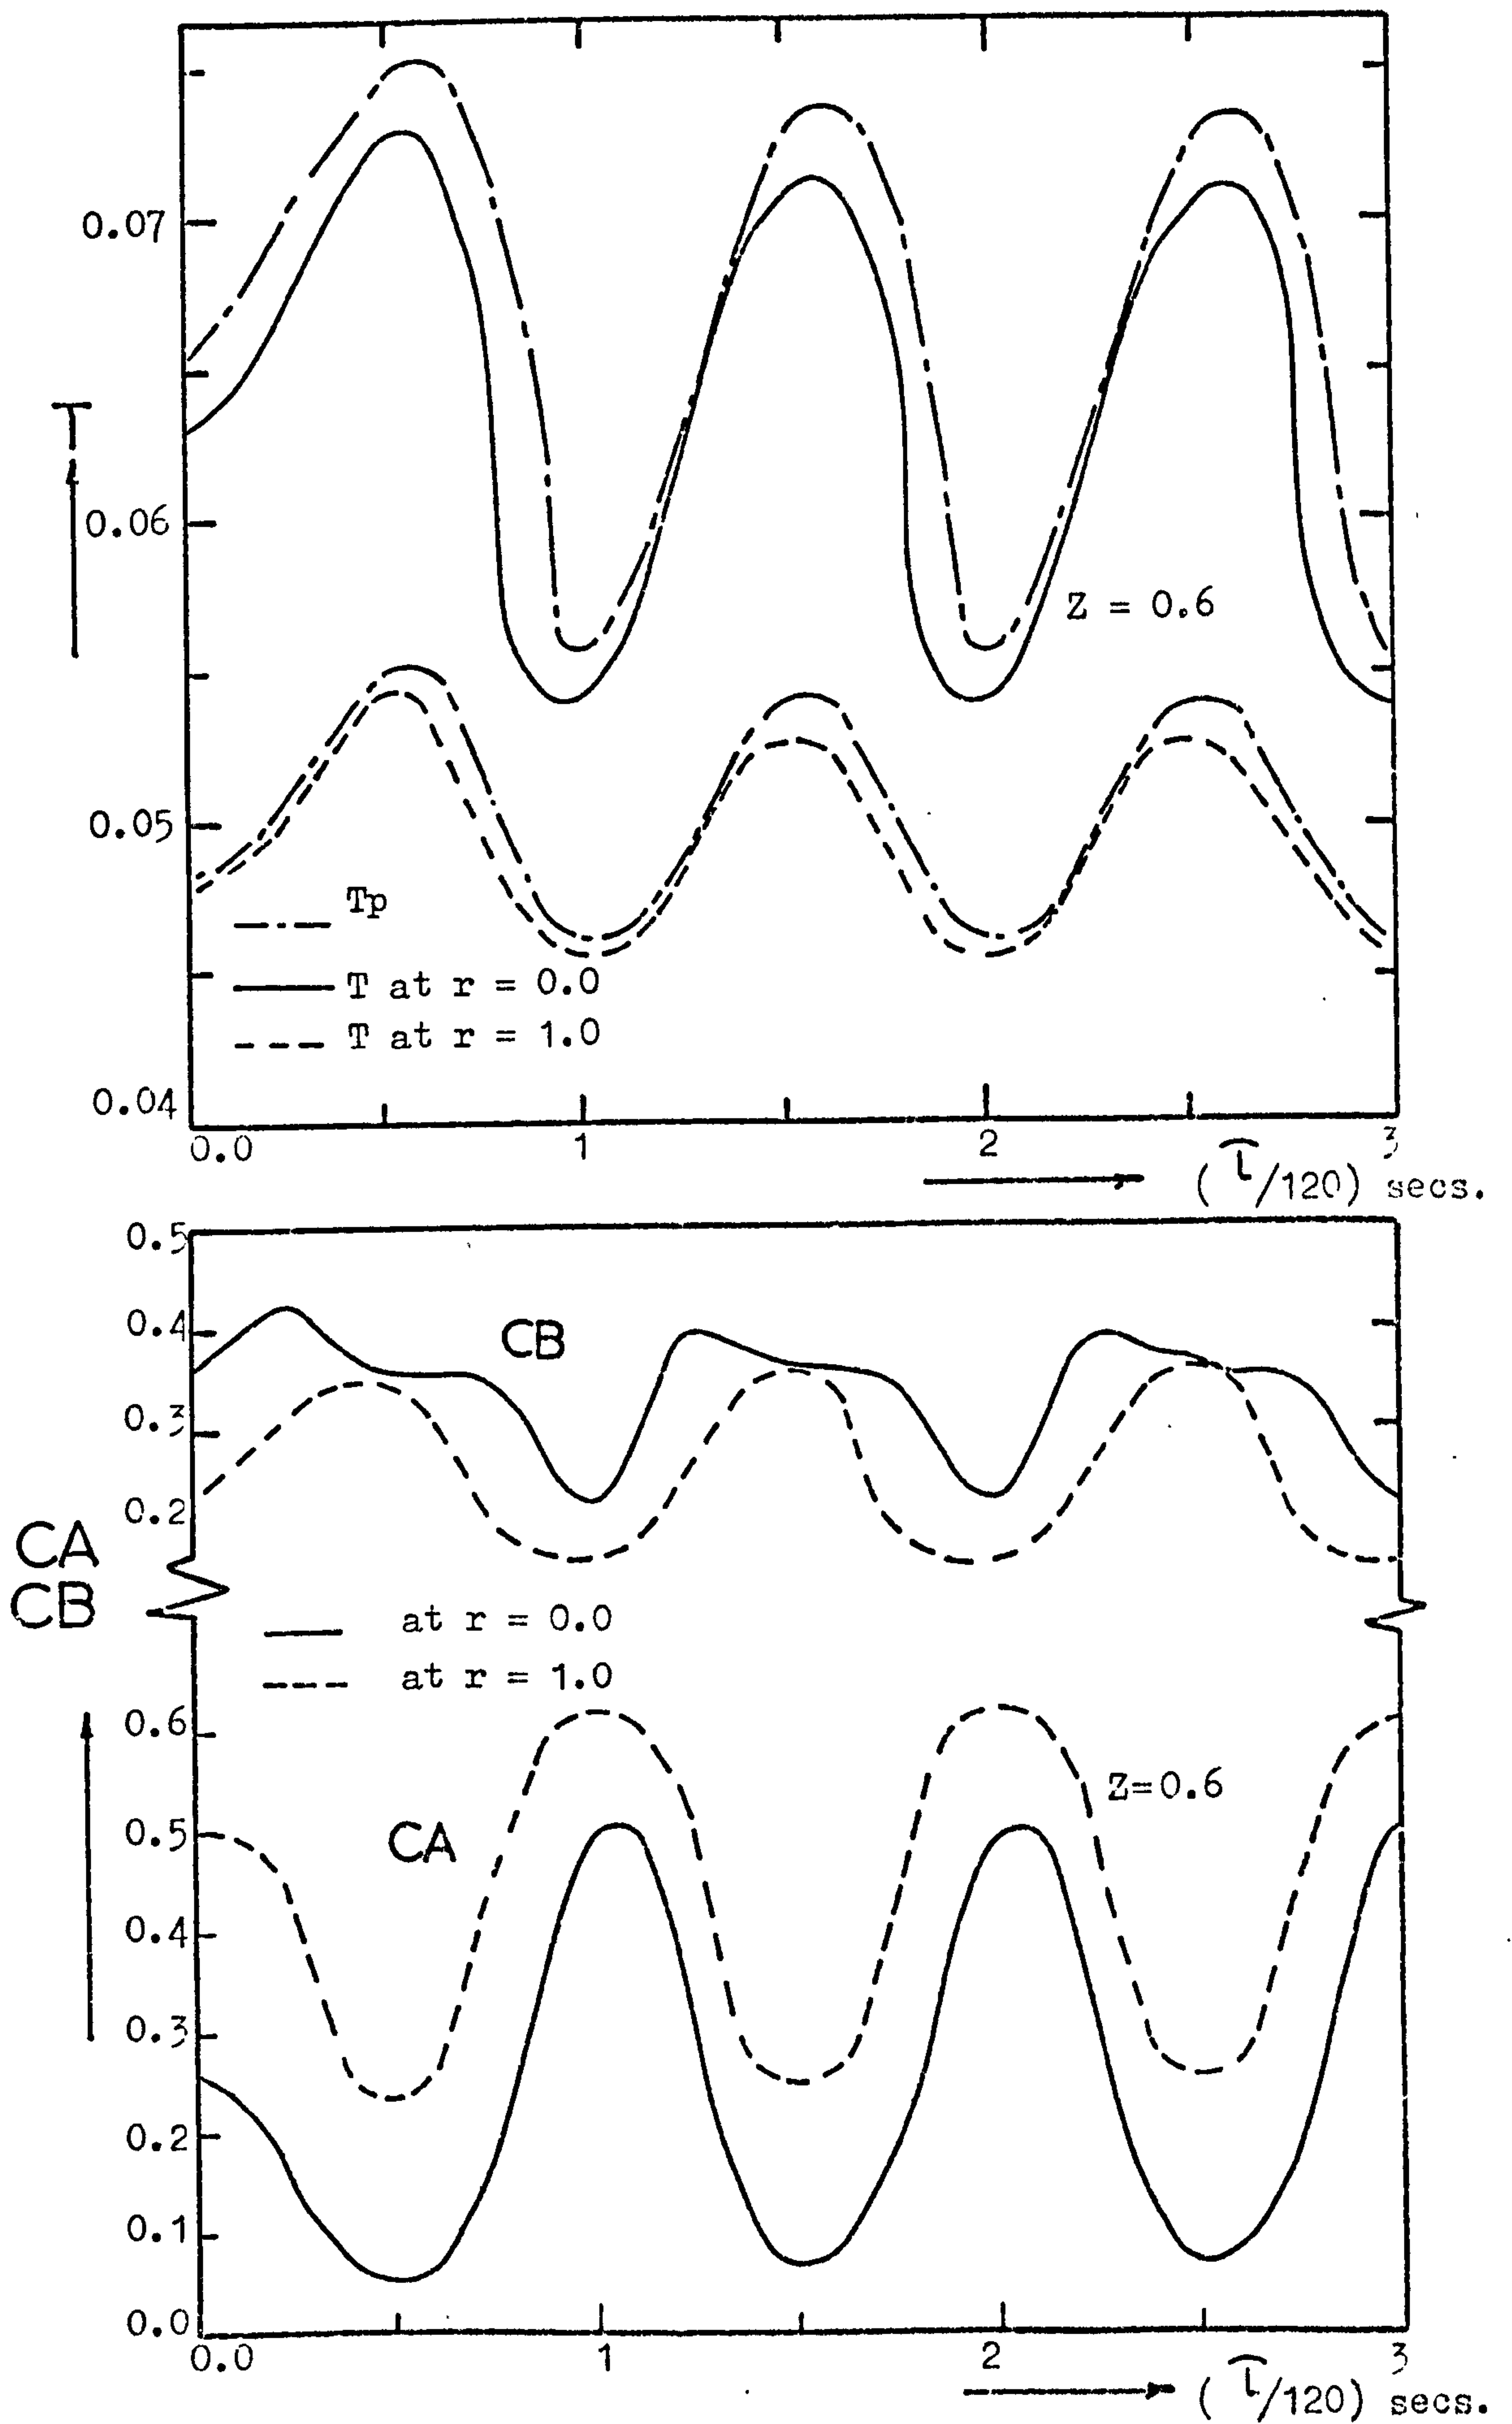 0.07
T
0.06
Z = 0.6
0.05
Tp
T at r = 0.0
T at r = 1.0
0.04
0.0 1 2 3
(τ/120) secs.
0.5
0.4
CB
0.3
0.2
CA
CB
at r = 0.0
at r = 1.0
0.6
Z=0.6
0.5
CA
0.4
0.3
0.2
0.1
0.0
0.0 1 2 3
(τ/120) secs.